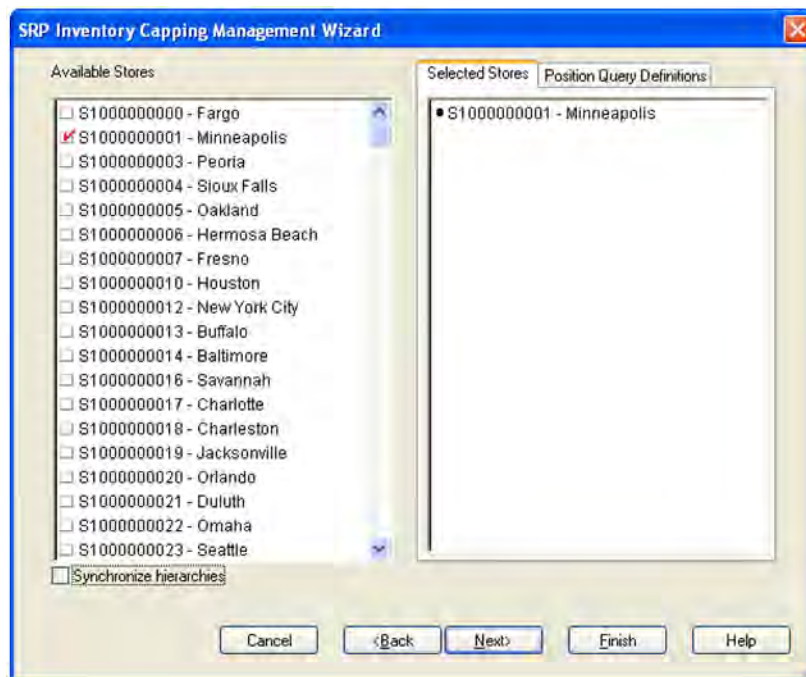 SRP Inventory Capping Management Wizard
Available Stores
S1000000000 - Fargo
S1000000001 - Minneapolis
S1000000003 - Peoria
S1000000004 - Sioux Falls
S1000000005 - Oakland
S1000000006 - Hermosa Beach
S1000000007 - Fresno
S1000000010 - Houston
S1000000012 - New York City
S1000000013 - Buffalo
S1000000014 - Baltimore
S1000000016 - Savannah
S1000000017 - Charlotte
S1000000018 - Charleston
S1000000019 - Jacksonville
S1000000020 - Orlando
S1000000021 - Duluth
S1000000022 - Omaha
S1000000023 - Seattle
Synchronize hierarchies
Selected Stores
Position Query Definitions
S1000000001 - Minneapolis
Cancel
<Back
Next>
Finish
Help